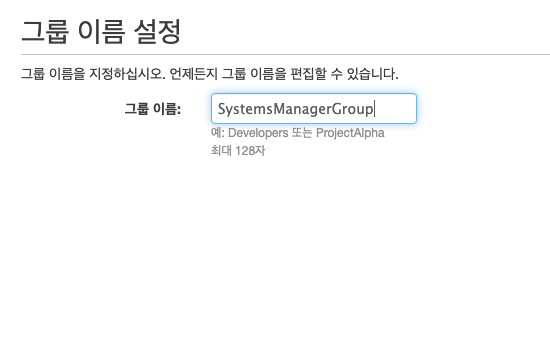 그룹 이름 설정
그룹 이름을 지정하십시오. 언제든지 그룹 이름을 편집할 수 있습니다.
그룹 이름: SystemsManagerGroup
예: Developers 또는 ProjectAlpha
최대 128자